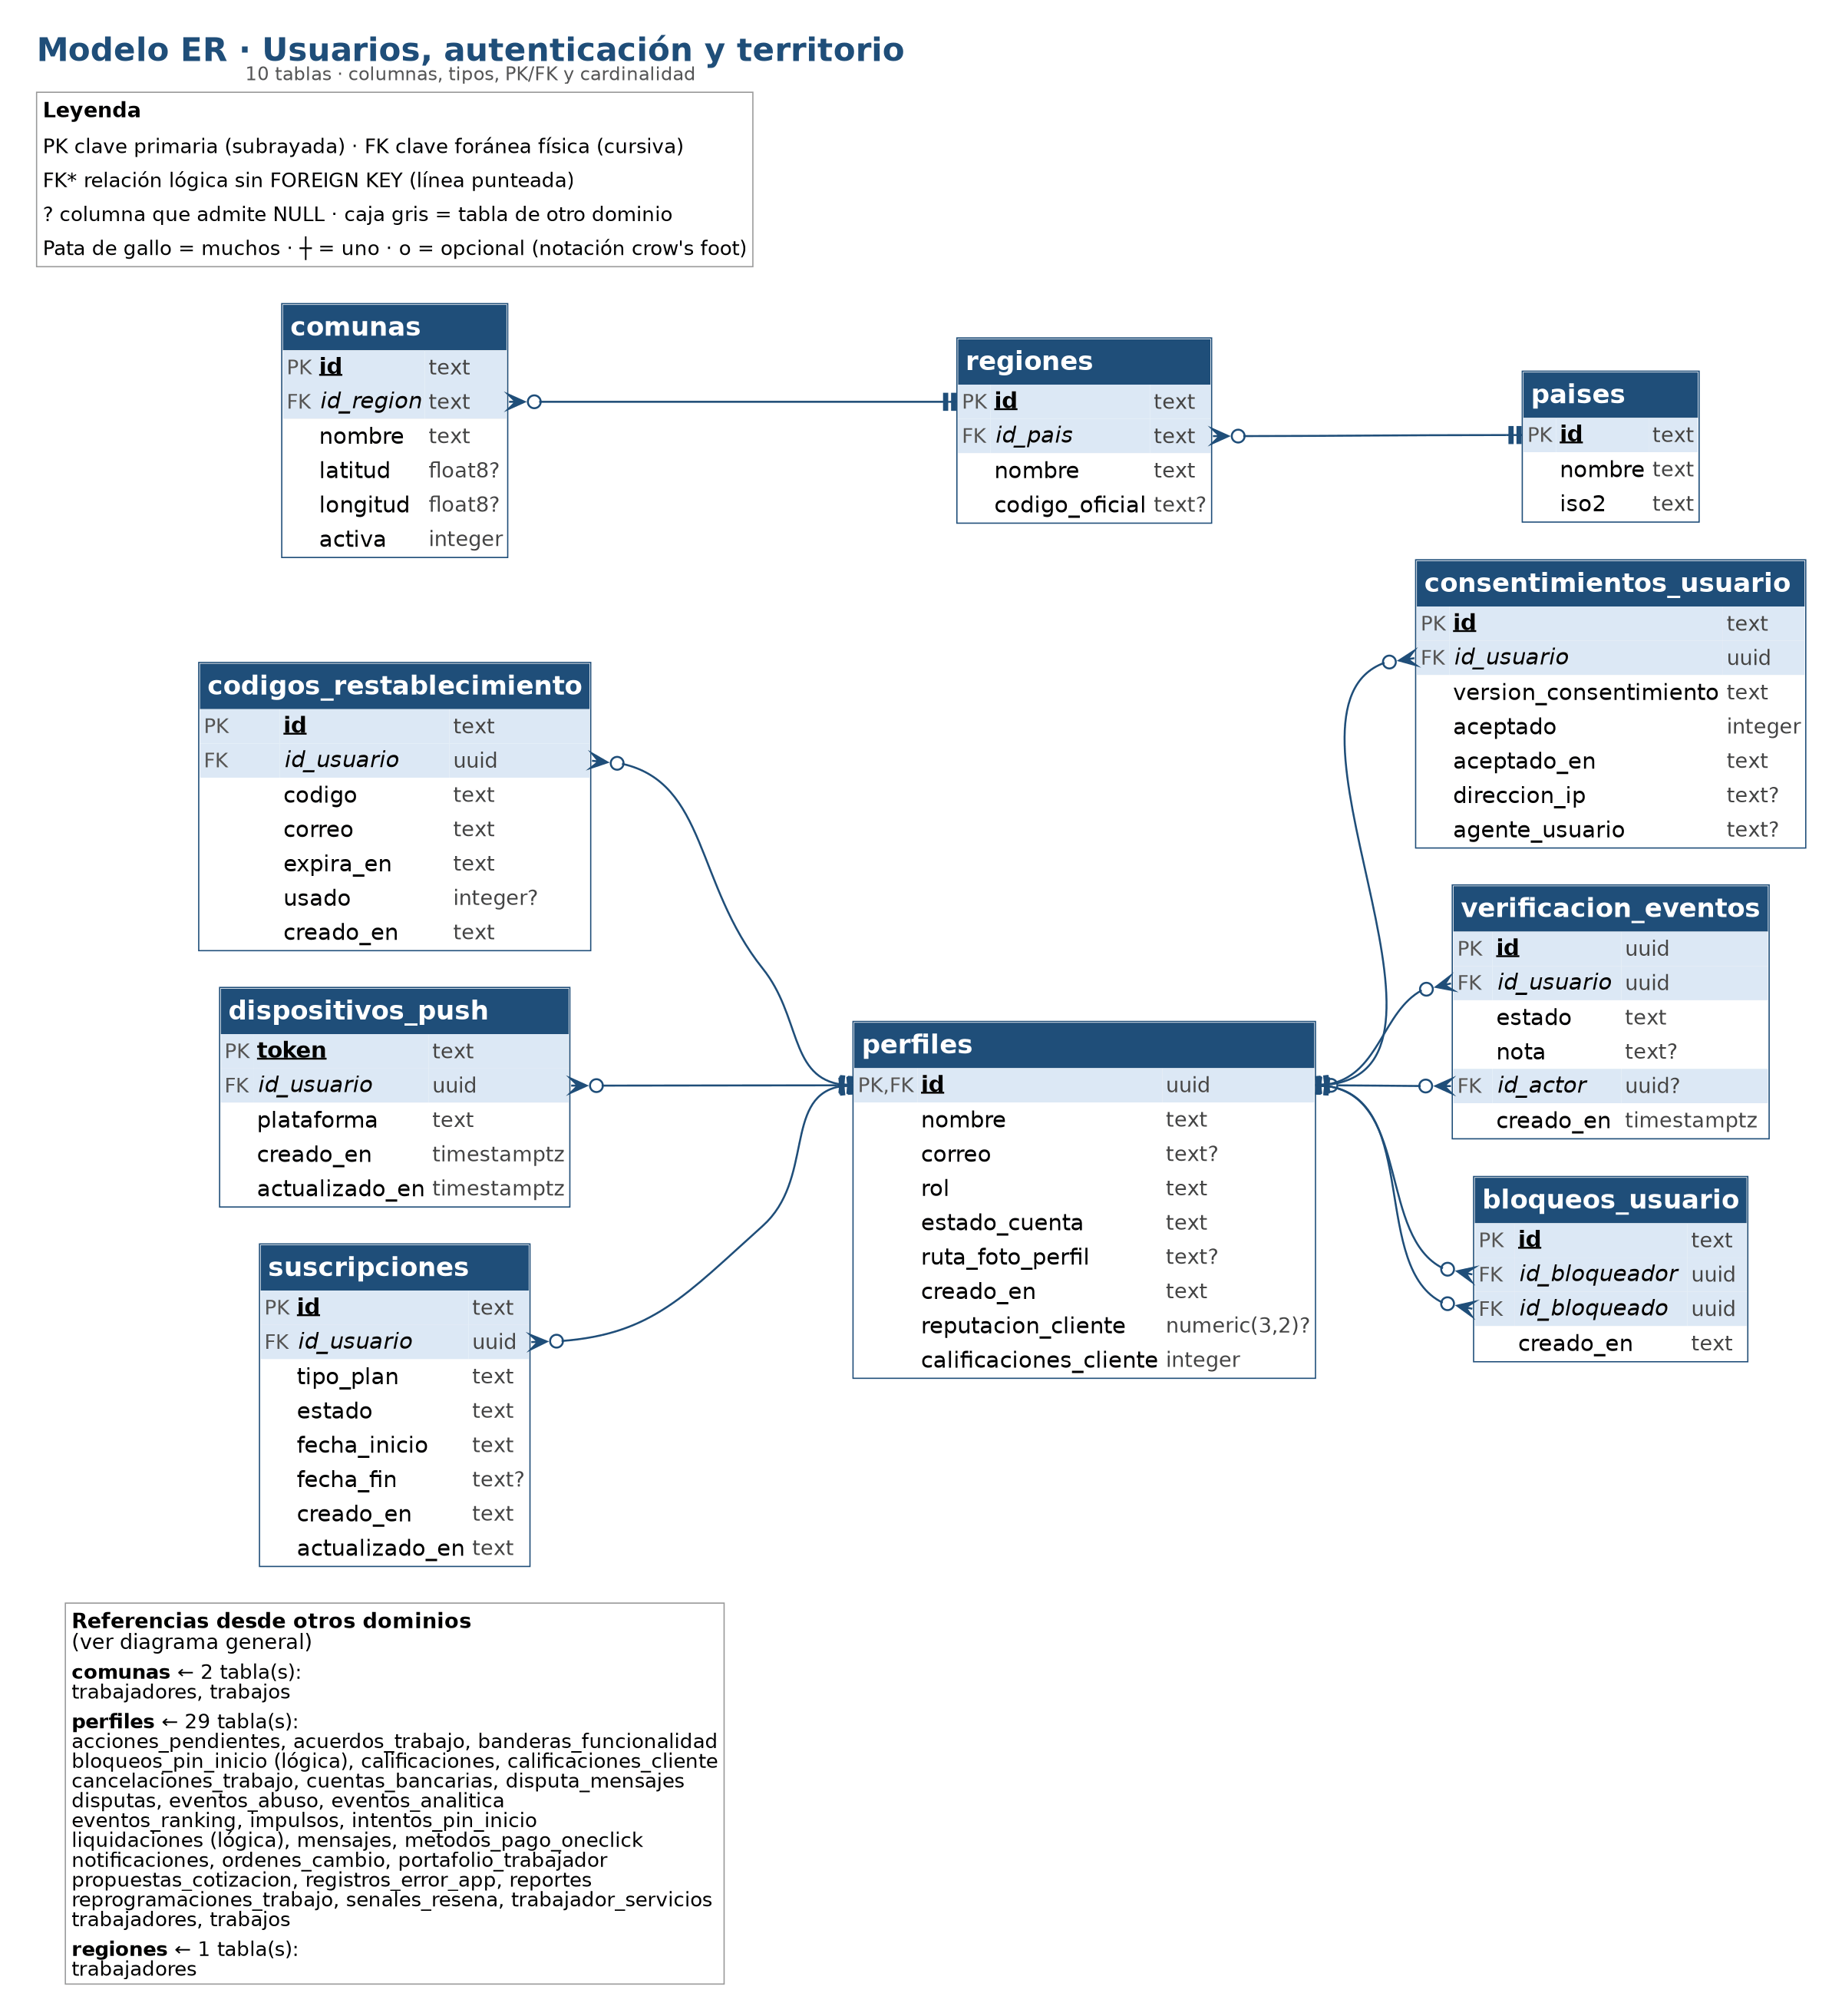 Modelo ER · Usuarios, autenticación y territorio
10 tablas · columnas, tipos, PK/FK y cardinalidad
Leyenda
PK clave primaria (subrayada) · FK clave foránea física (cursiva)
FK* relación lógica sin FOREIGN KEY (línea punteada)
? columna que admite NULL · caja gris = tabla de otro dominio
Pata de gallo = muchos · ┼ = uno · o = opcional (notación crow's foot)
comunas
PK id text
FK id_region text
nombre text
latitud float8?
longitud float8?
activa integer
regiones
PK id text
FK id_pais text
nombre text
codigo_oficial text?
paises
PK id text
nombre text
iso2 text
consentimientos_usuario
PK id text
FK id_usuario uuid
version_consentimiento text
aceptado integer
aceptado_en text
direccion_ip text?
agente_usuario text?
codigos_restablecimiento
PK id text
FK id_usuario uuid
codigo text
correo text
expira_en text
usado integer?
creado_en text
verificacion_eventos
PK id uuid
FK id_usuario uuid
estado text
nota text?
FK id_actor uuid?
creado_en timestamptz
dispositivos_push
PK token text
FK id_usuario uuid
plataforma text
creado_en timestamptz
actualizado_en timestamptz
perfiles
PK,FK id uuid
nombre text
correo text?
rol text
estado_cuenta text
ruta_foto_perfil text?
creado_en text
reputacion_cliente numeric(3,2)?
calificaciones_cliente integer
bloqueos_usuario
PK id text
FK id_bloqueador uuid
FK id_bloqueado uuid
creado_en text
suscripciones
PK id text
FK id_usuario uuid
tipo_plan text
estado text
fecha_inicio text
fecha_fin text?
creado_en text
actualizado_en text
Referencias desde otros dominios
(ver diagrama general)
comunas ← 2 tabla(s):
trabajadores, trabajos
perfiles ← 29 tabla(s):
acciones_pendientes, acuerdos_trabajo, banderas_funcionalidad
bloqueos_pin_inicio (lógica), calificaciones, calificaciones_cliente
cancelaciones_trabajo, cuentas_bancarias, disputa_mensajes
disputas, eventos_abuso, eventos_analitica
eventos_ranking, impulsos, intentos_pin_inicio
liquidaciones (lógica), mensajes, metodos_pago_oneclick
notificaciones, ordenes_cambio, portafolio_trabajador
propuestas_cotizacion, registros_error_app, reportes
reprogramaciones_trabajo, senales_resena, trabajador_servicios
trabajadores, trabajos
regiones ← 1 tabla(s):
trabajadores